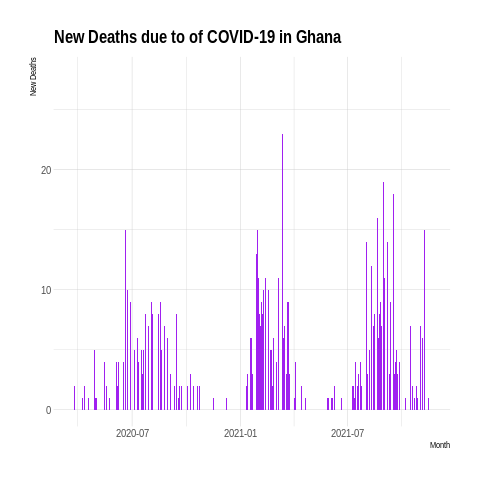 New Deaths due to of COVID-19 in Ghana
New Deaths
20
10
0
2020-07
2021-01
2021-07
Month